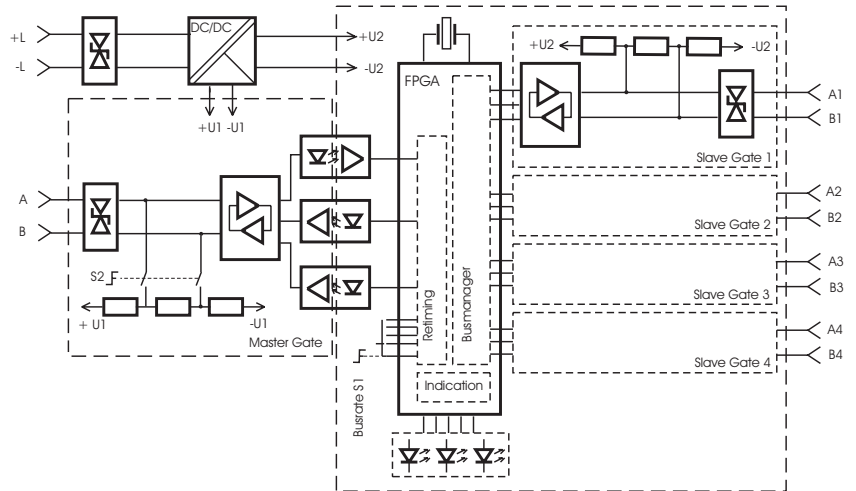 +L
-L
DC/DC
+U2
-U2
+U1 -U1
FPGA
+U2
-U2
A1
B1
Slave Gate 1
A
B
S2
+ U1
-U1
Master Gate
A2
B2
Slave Gate 2
A3
B3
Slave Gate 3
A4
B4
Slave Gate 4
Retiming
Busmanager
Busrate S1
Indication